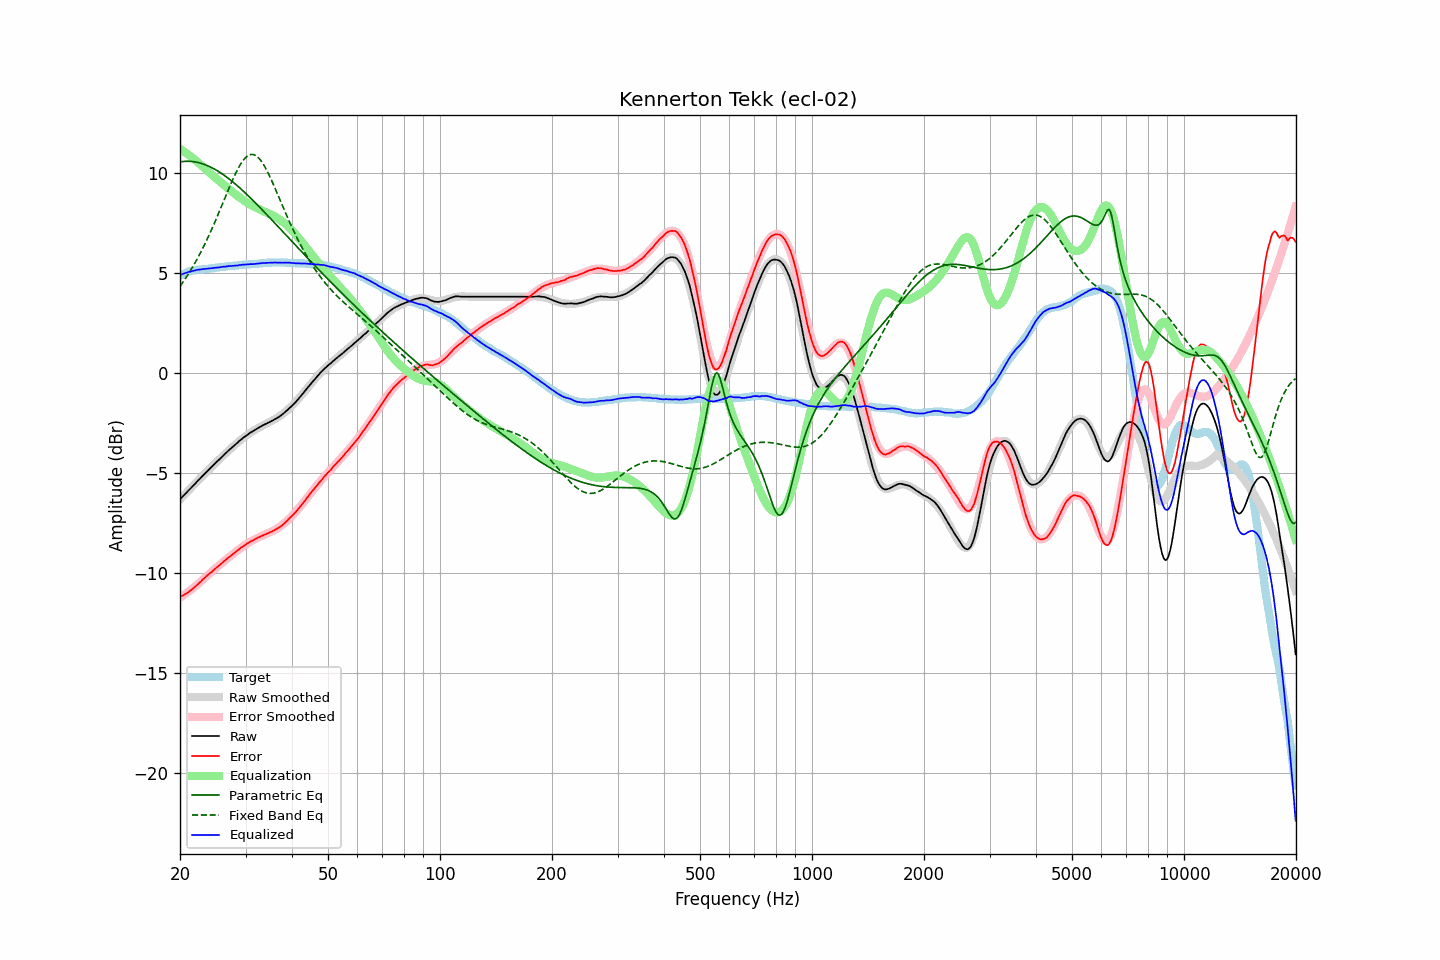 Kennerton Tekk (ecl-02)
Amplitude (dBr)
10
5
0
−5
−10
−15
−20
Target
Raw Smoothed
Error Smoothed
Raw
Error
Equalization
Parametric Eq
Fixed Band Eq
Equalized
20 50 100 200 500 1000 2000 5000 10000 20000
Frequency (Hz)